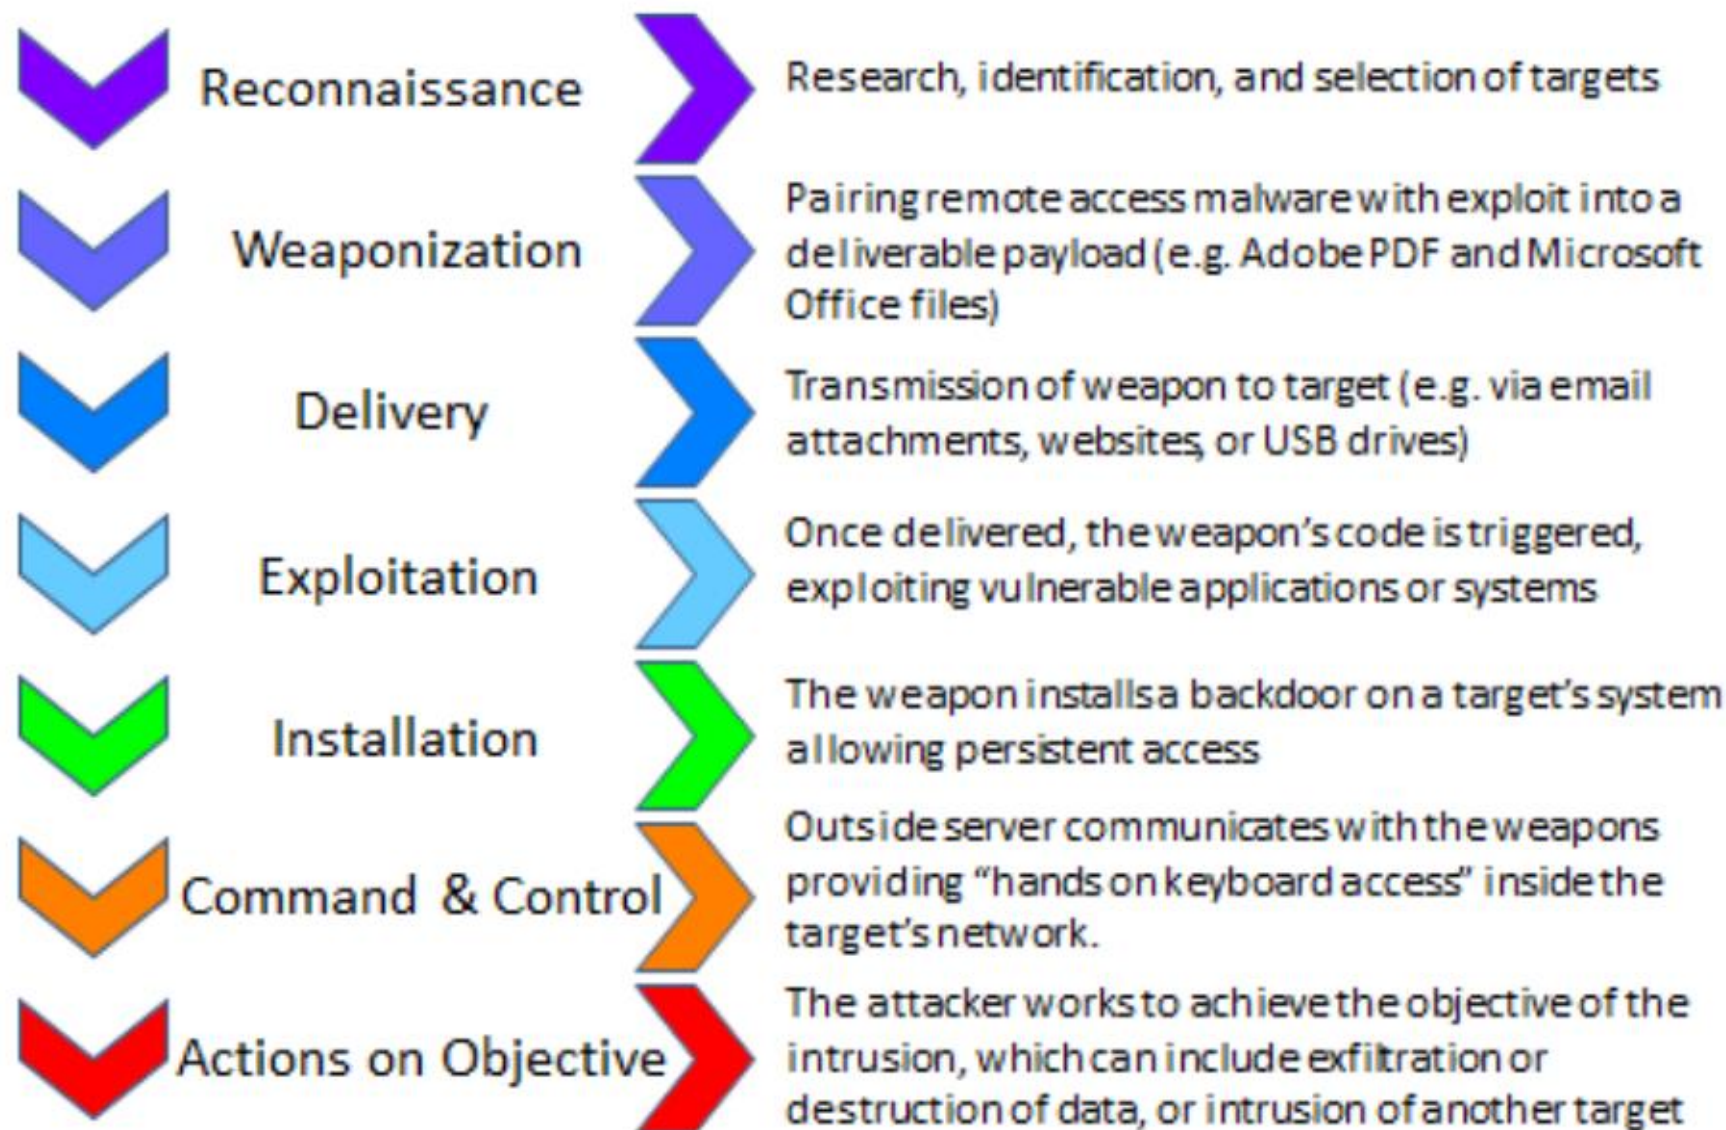 Reconnaissance
Research, identification, and selection of targets
Weaponization
Pairing remote access malware with exploit into a
deliverable payload (e.g. Adobe PDF and Microsoft
Office files)
Delivery
Transmission of weapon to target (e.g. via email
attachments, websites, or USB drives)
Exploitation
Once delivered, the weapon's code is triggered,
exploiting vulnerable applications or systems
Installation
The weapon installs a backdoor on a target's system
allowing persistent access
Command & Control
Outside server communicates with the weapons
providing “hands on keyboard access” inside the
target's network.
Actions on Objective
The attacker works to achieve the objective of the
intrusion, which can include exfiltration or
destruction of data, or intrusion of another target